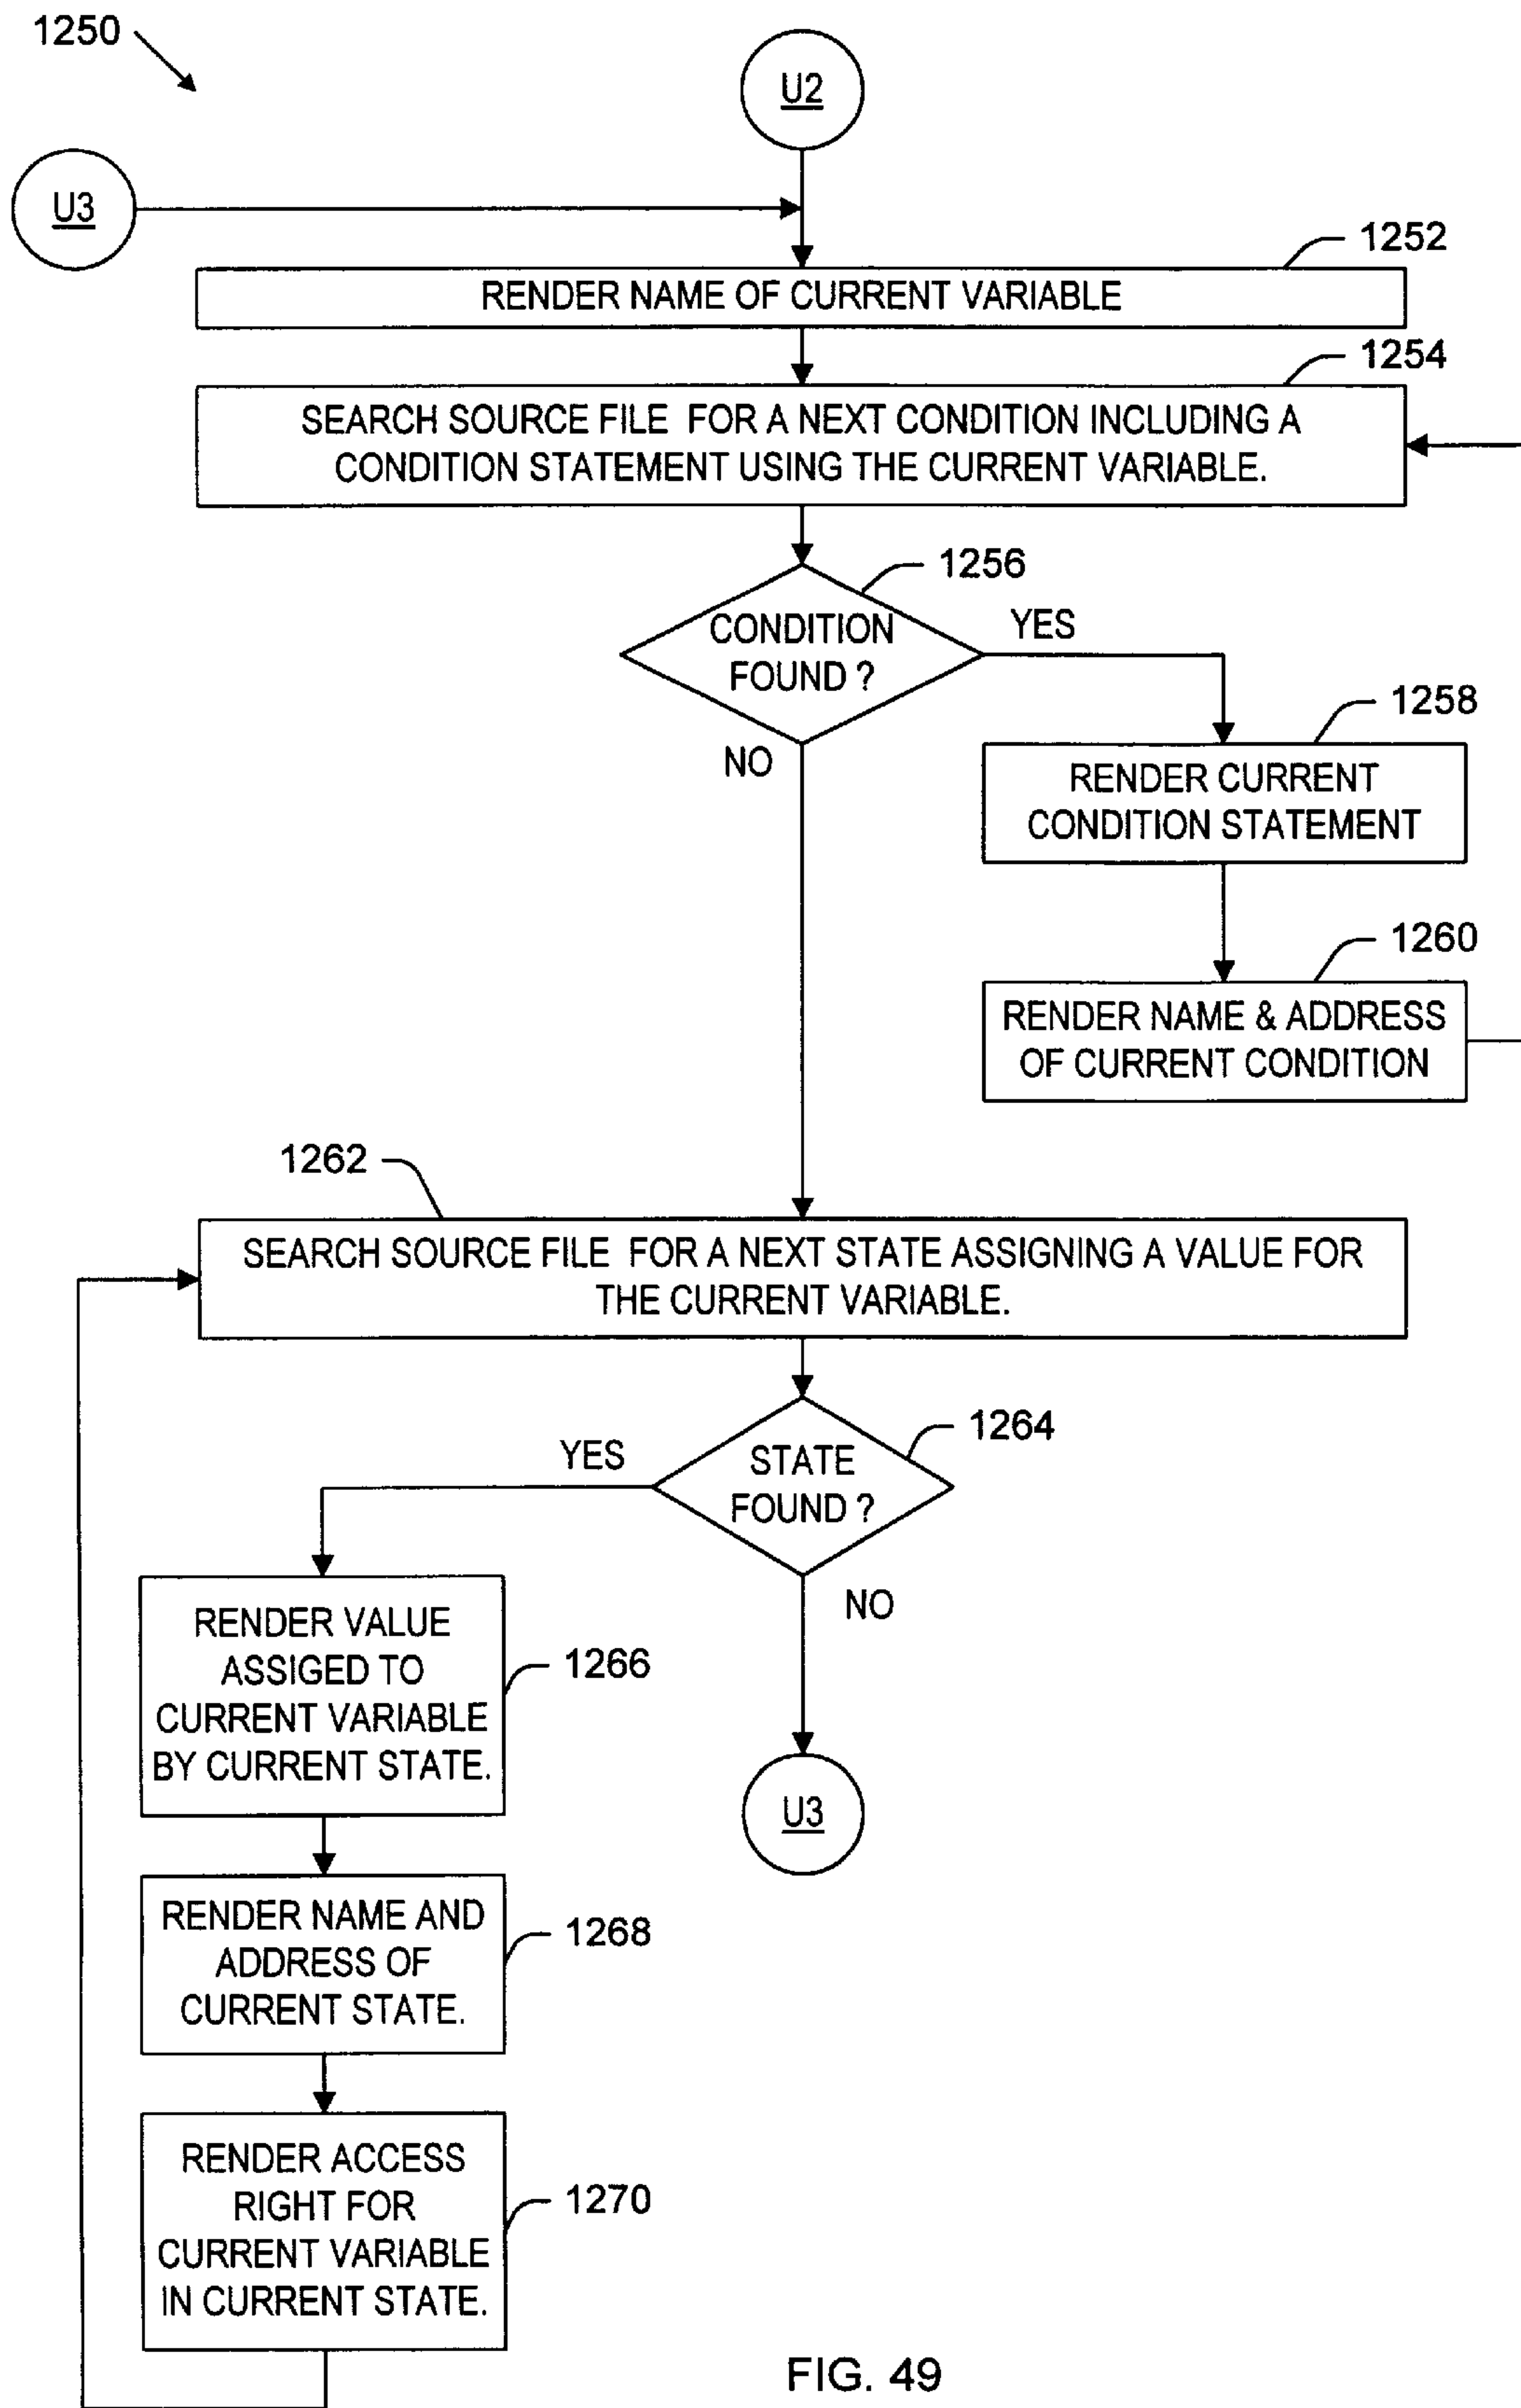 1250
U2
U3
1252
RENDER NAME OF CURRENT VARIABLE
1254
SEARCH SOURCE FILE FOR A NEXT CONDITION INCLUDING A
CONDITION STATEMENT USING THE CURRENT VARIABLE.
1256
CONDITION
FOUND ?
YES
NO
1258
RENDER CURRENT
CONDITION STATEMENT
1260
RENDER NAME & ADDRESS
OF CURRENT CONDITION
1262
SEARCH SOURCE FILE FOR A NEXT STATE ASSIGNING A VALUE FOR
THE CURRENT VARIABLE.
1264
STATE
FOUND ?
YES
NO
RENDER VALUE
ASSIGED TO
CURRENT VARIABLE
BY CURRENT STATE.
1266
U3
RENDER NAME AND
ADDRESS OF
CURRENT STATE.
1268
RENDER ACCESS
RIGHT FOR
CURRENT VARIABLE
IN CURRENT STATE.
1270
FIG. 49